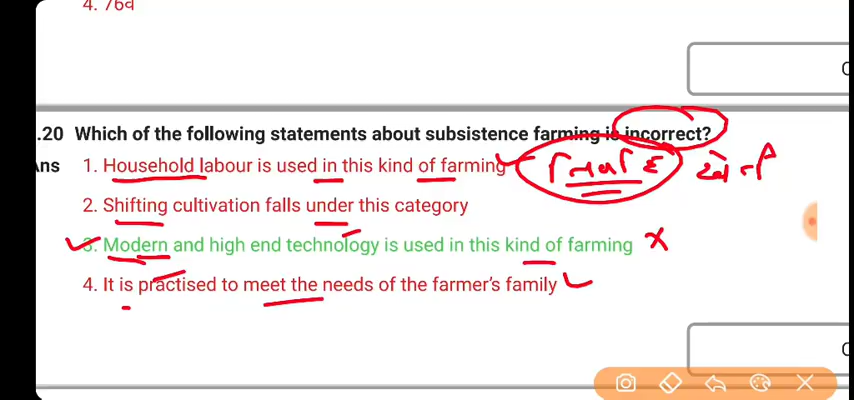 4. 76वें
.20 Which of the following statements about subsistence farming is incorrect?
Ans 1. Household labour is used in this kind of farming
2. Shifting cultivation falls under this category
3. Modern and high end technology is used in this kind of farming
4. It is practised to meet the needs of the farmer's family